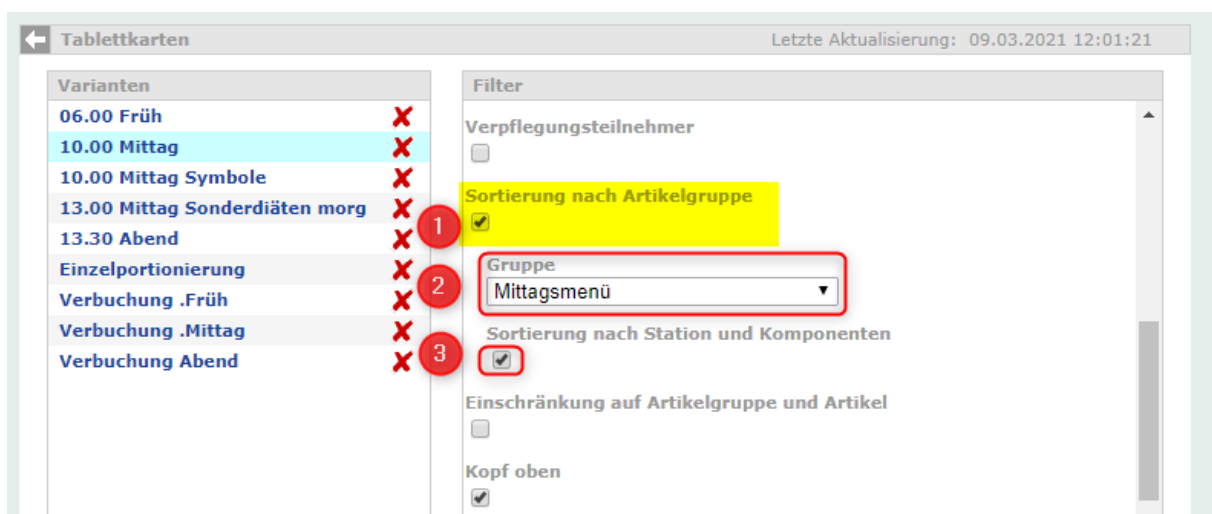 Tablettkarten Letzte Aktualisierung: 09.03.2021 12:01:21
Varianten
06.00 Früh
10.00 Mittag
10.00 Mittag Symbole
13.00 Mittag Sonderdiäten morg
13.30 Abend
Einzelportionierung
Verbuchung .Früh
Verbuchung .Mittag
Verbuchung Abend
Filter
Verpflegungsteilnehmer
Sortierung nach Artikelgruppe
1
Gruppe
2
Mittagsmenü
Sortierung nach Station und Komponenten
3
Einschränkung auf Artikelgruppe und Artikel
Kopf oben